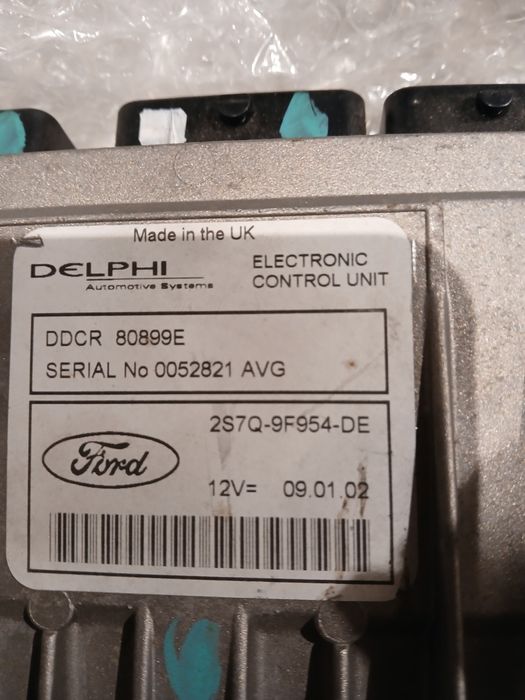 Made in the UK
DELPHI
Automotive Systems
ELECTRONIC
CONTROL UNIT
DDCR 80899E
SERIAL No 0052821 AVG
2S7Q-9F954-DE
Ford
12V= 09.01.02